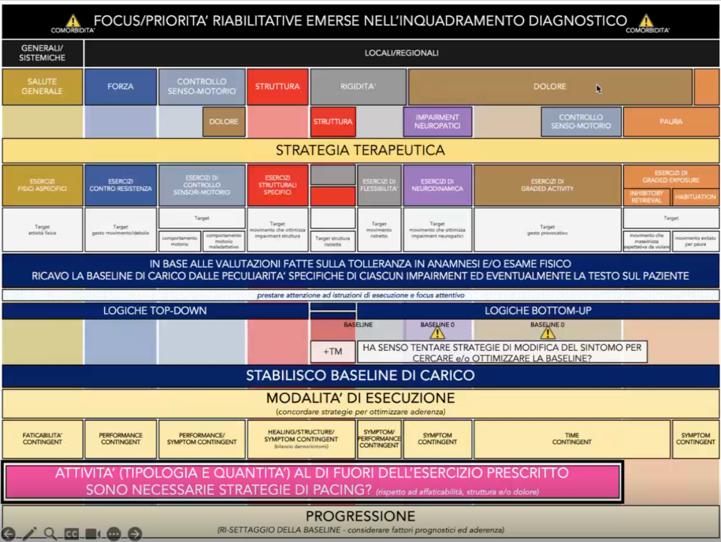 FOCUS/PRIORITA' RIABILITATIVE EMERSE NELL'INQUADRAMENTO DIAGNOSTICO
COMORBIDITA'
COMORBIDITA'
GENERALI/
SISTEMICHE
LOCALI/REGIONALI
SALUTE
GENERALE
FORZA
CONTROLLO
SENSO-MOTORIO
STRUTTURA
RIGIDITA'
DOLORE
DOLORE
STRUTTURA
IMPAIRMENT
NEUROPATICI
CONTROLLO
SENSO-MOTORIO
PAURA
STRATEGIA TERAPEUTICA
ESERCIZI
FISICI ASPECIFICI
ESERCIZI
CONTRO RESISTENZA
ESERCIZI DI
CONTROLLO
SENSORI-MOTORIO
ESERCIZI
STRUTTURALI
SPECIFICI
ESERCIZI DI
FLESSIBILITA'
ESERCIZI DI
NEURODINAMICA
ESERCIZI DI
GRADED ACTIVITY
ESERCIZI DI
GRADED EXPOSURE
INHIBITORY
RETRIEVAL
HABITUATION
Target
attività fisica
Target
gesto movimento/debole
Target
comportamento
motorio
comportamento
motorio
maladattativo
Target
movimento che ottimizza
impairment struttura
Target struttura
ristretta
Target
movimento
ristretto
Target
movimento che ottimizza
impairment neuropatici
Target
gesto provocativo
Target
movimento che
massimizza
aspettativa da violare
movimento evitato
per paura
IN BASE ALLE VALUTAZIONI FATTE SULLA TOLLERANZA IN ANAMNESI E/O ESAME FISICO
RICAVO LA BASELINE DI CARICO DALLE PECULIARITA' SPECIFICHE DI CIASCUN IMPAIRMENT ED EVENTUALMENTE LA TESTO SUL PAZIENTE
prestare attenzione ad istruzioni di esecuzione e focus attentivo
LOGICHE TOP-DOWN
LOGICHE BOTTOM-UP
BASELINE
BASELINE 0
BASELINE 0
+TM
HA SENSO TENTARE STRATEGIE DI MODIFICA DEL SINTOMO PER
CERCARE e/o OTTIMIZZARE LA BASELINE?
STABILISCO BASELINE DI CARICO
MODALITA' DI ESECUZIONE
(concordare strategie per ottimizzare aderenza)
FATICABILITA'
CONTINGENT
PERFORMANCE
CONTINGENT
PERFORMANCE/
SYMPTOM CONTINGENT
HEALING/STRUCTURE/
SYMPTOM CONTINGENT
(bilancio danno/rinforzi)
SYMPTOM/
PERFORMANCE
CONTINGENT
SYMPTOM
CONTINGENT
TIME
CONTINGENT
SYMPTOM
CONTINGENT
ATTIVITA' (TIPOLOGIA E QUANTITA') AL DI FUORI DELL'ESERCIZIO PRESCRITTO
SONO NECESSARIE STRATEGIE DI PACING? (rispetto ad affaticabilità, struttura e/o dolore)
PROGRESSIONE
(RI-SETTAGGIO DELLA BASELINE - considerare fattori prognostici ed aderenza)